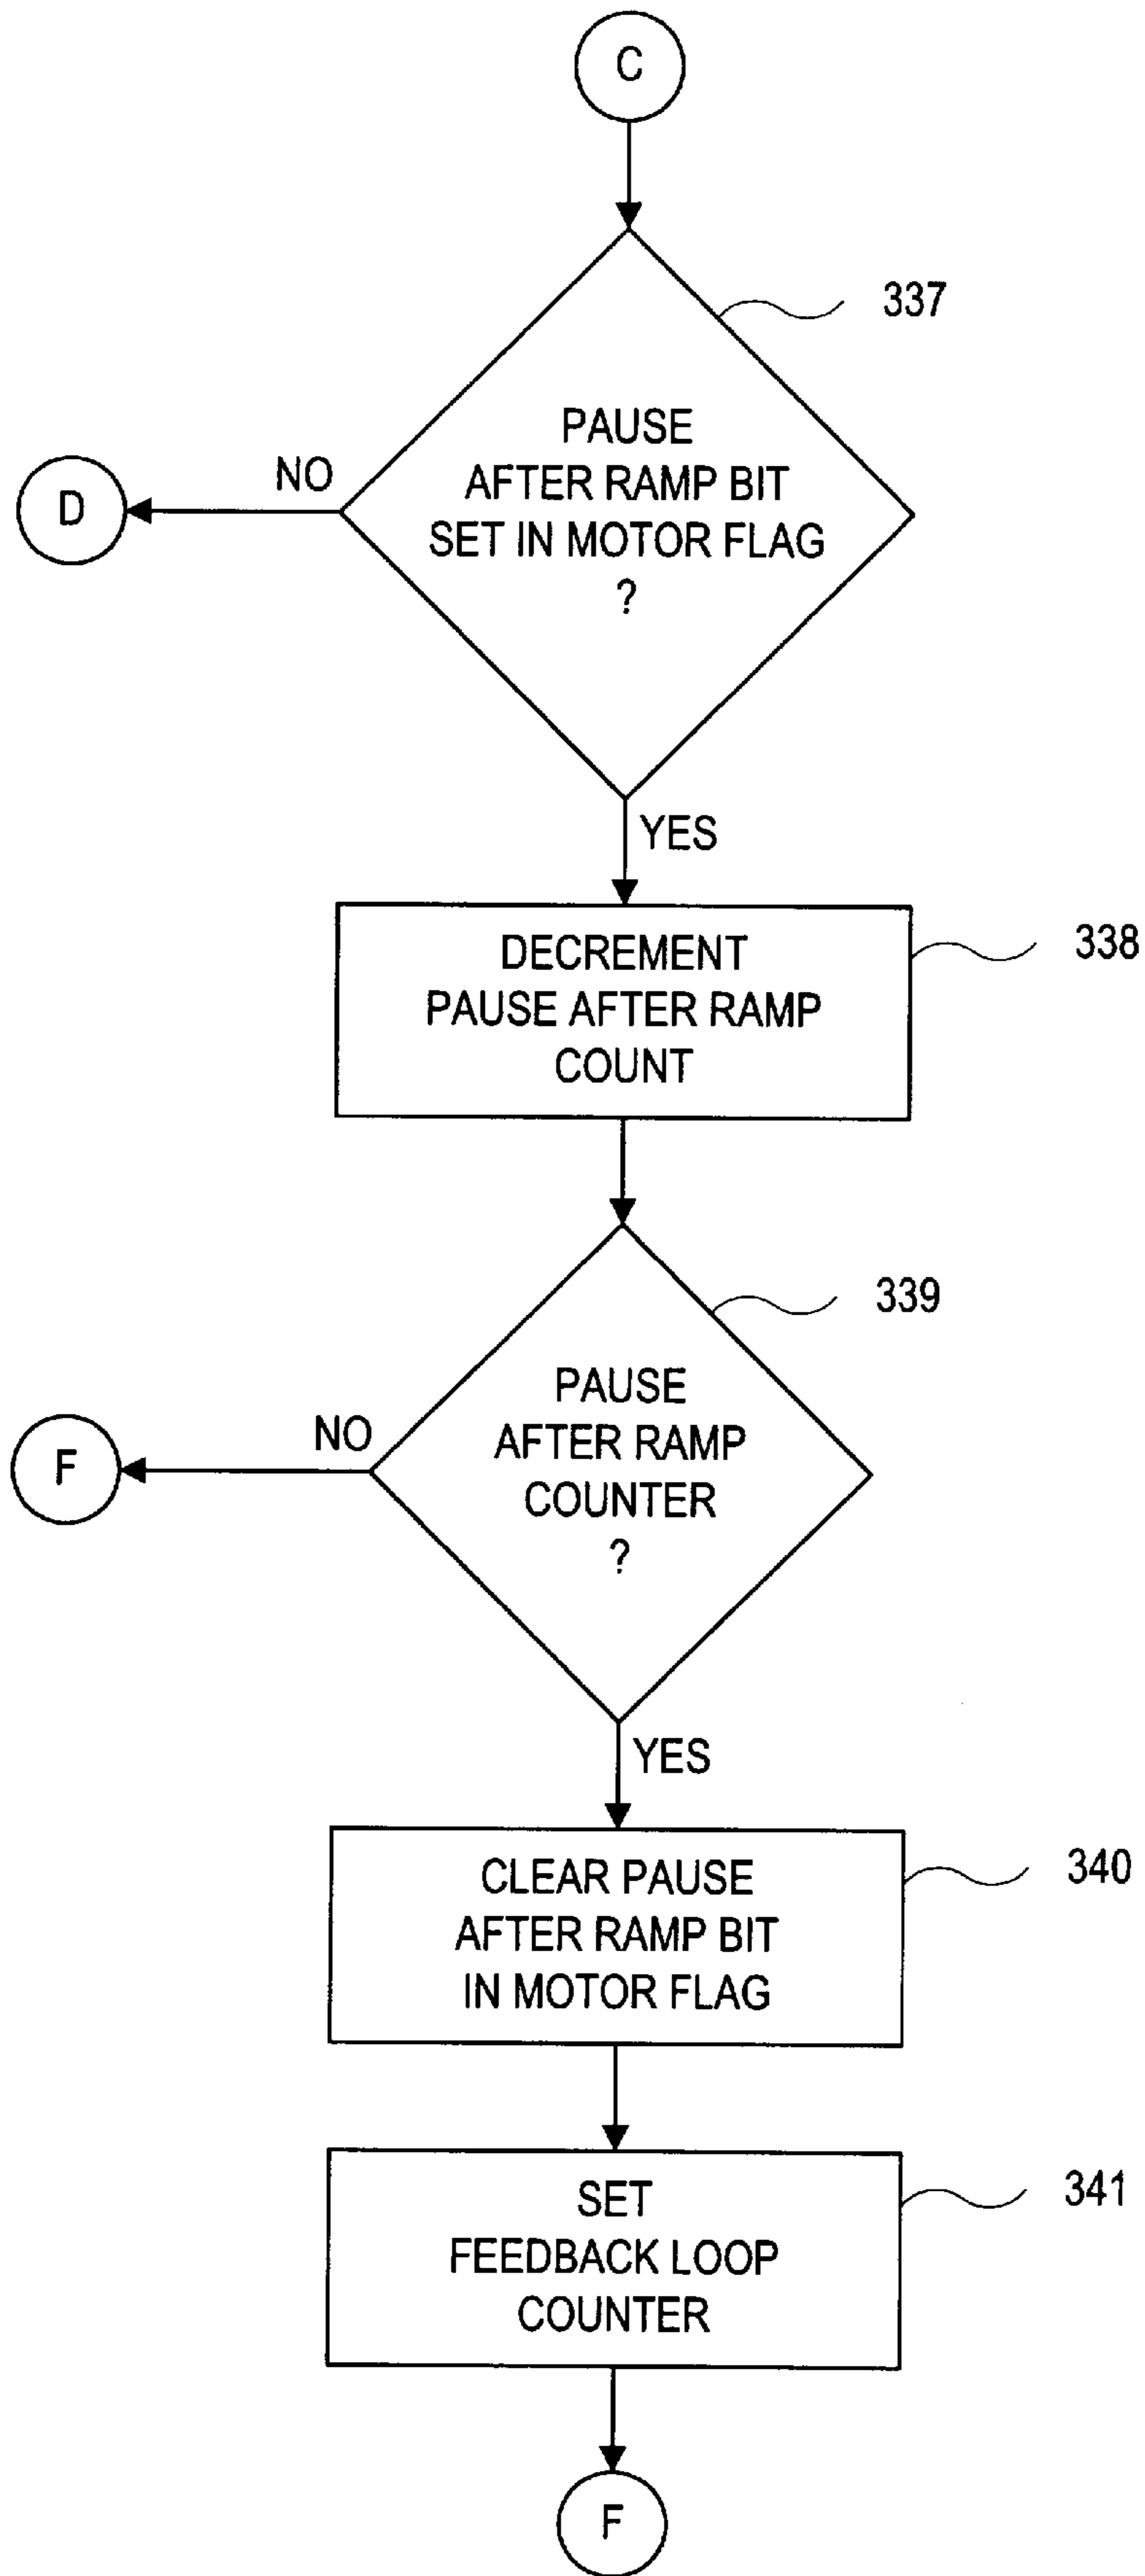 C
337
PAUSE
AFTER RAMP BIT
SET IN MOTOR FLAG
?
NO
D
YES
DECREMENT
PAUSE AFTER RAMP
COUNT
338
339
PAUSE
AFTER RAMP
COUNTER
?
NO
F
YES
CLEAR PAUSE
AFTER RAMP BIT
IN MOTOR FLAG
340
SET
FEEDBACK LOOP
COUNTER
341
F